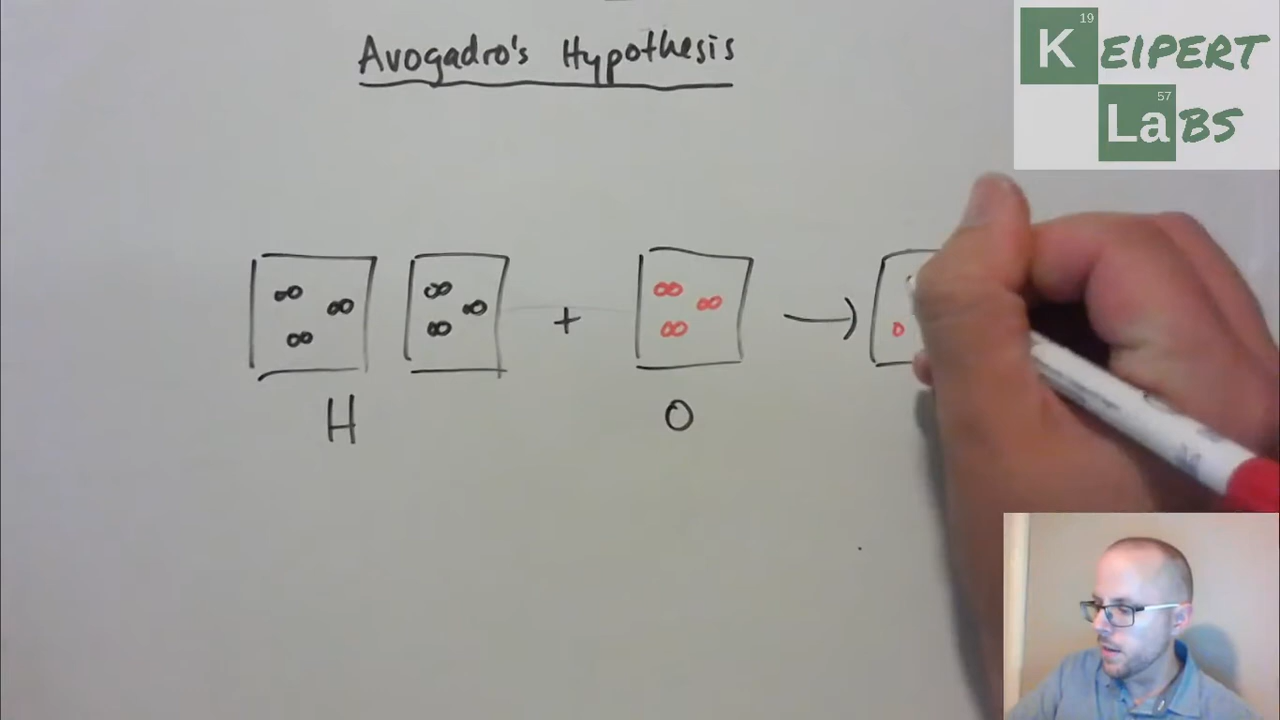 Avogadro's Hypothesis
19
KEIPERT
57
LaBS
+ →
H O